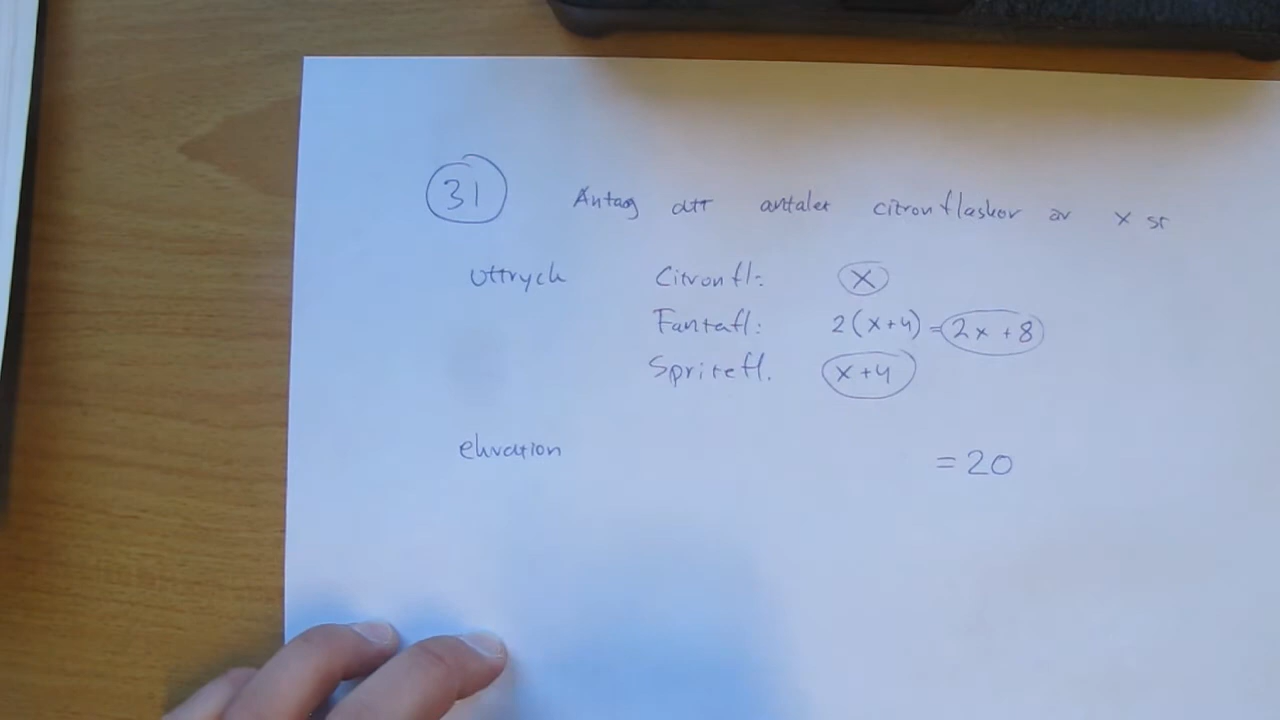 31 Antag att antalet citronflaskor är x st
Uttryck Citronfl: x
Fantafl: 2(x+4) = 2x + 8
Spritefl. x+4
ekvation = 20